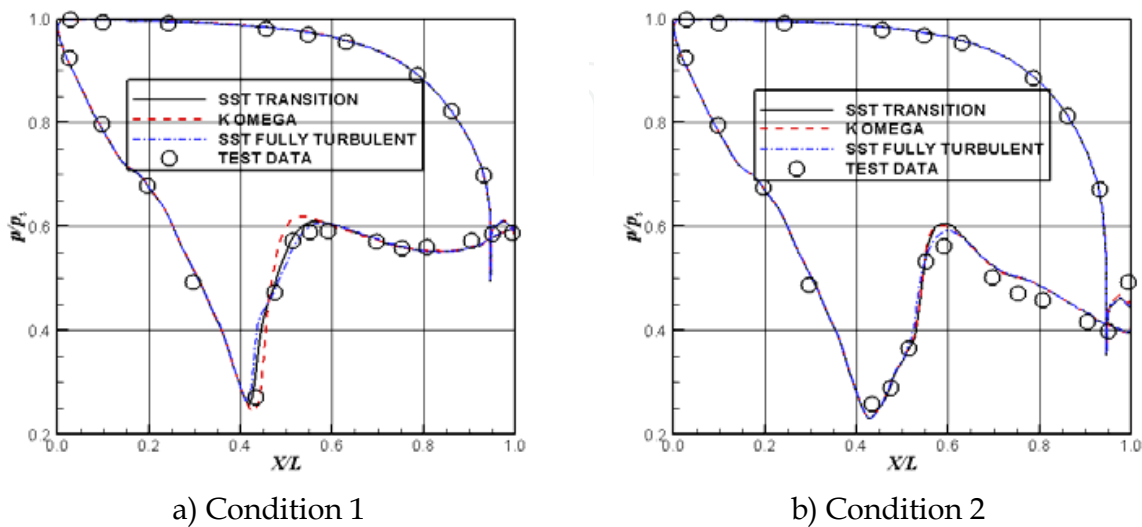 1.0
0.8
0.6
0.4
0.2
p/pt
SST TRANSITION
K OMEGA
SST FULLY TURBULENT
TEST DATA
0.0 0.2 0.4 0.6 0.8 1.0
X/L
a) Condition 1
1.0
0.8
0.6
0.4
0.2
p/pt
SST TRANSITION
K OMEGA
SST FULLY TURBULENT
TEST DATA
0.0 0.2 0.4 0.6 0.8 1.0
X/L
b) Condition 2